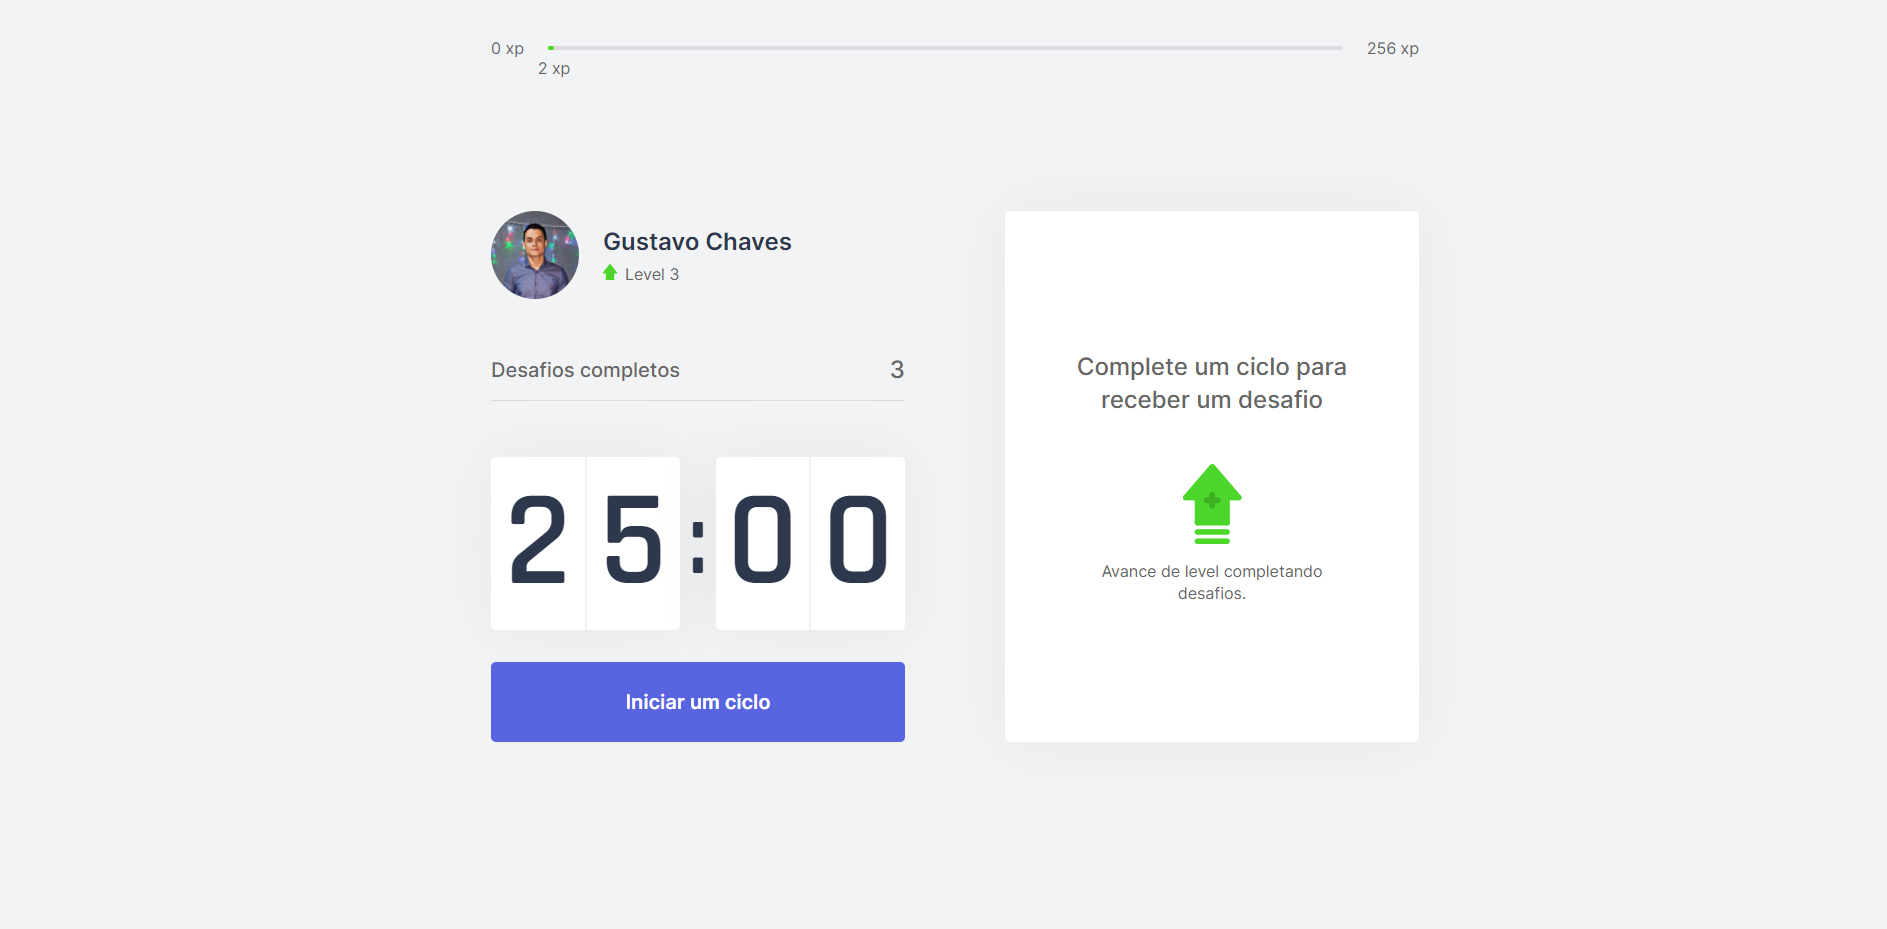 0 xp
256 xp
2 xp
Gustavo Chaves
Level 3
Desafios completos
3
25:00
Iniciar um ciclo
Complete um ciclo para
receber um desafio
Avance de level completando
desafios.